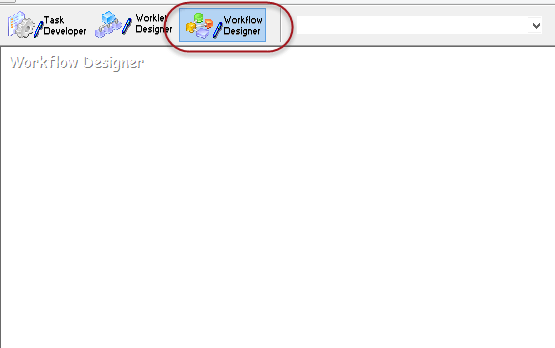 Task
Developer
Worklet
Designer
Workflow
Designer
Workflow Designer